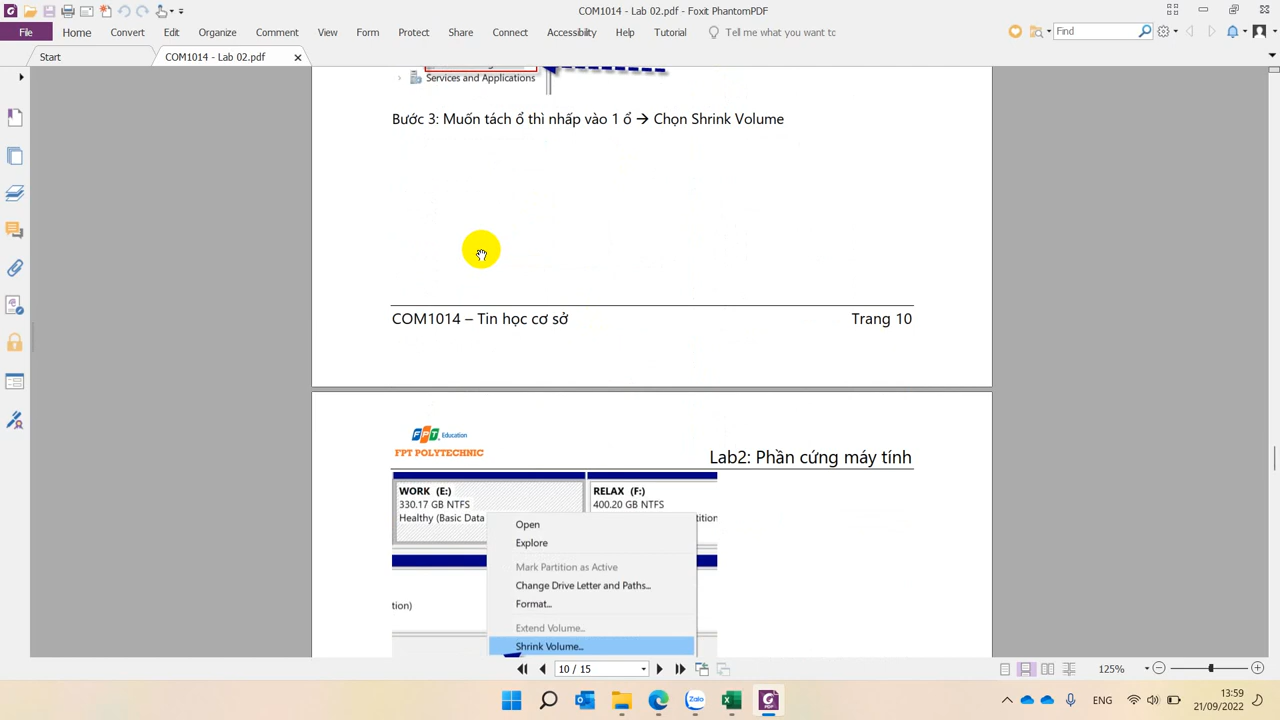 COM1014 - Lab 02.pdf - Foxit PhantomPDF
File Home Convert Edit Organize Comment View Form Protect Share Connect Accessibility Help Tutorial Tell me what you want to Find
Start COM1014 - Lab 02.pdf
Services and Applications
Bước 3: Muốn tách ổ thì nhấp vào 1 ổ → Chọn Shrink Volume
COM1014 – Tin học cơ sở Trang 10
FPT Education
FPT POLYTECHNIC
Lab2: Phần cứng máy tính
WORK (E:) RELAX (F:)
330.17 GB NTFS 400.20 GB NTFS
Healthy (Basic Data
Open
Explore
Mark Partition as Active
Change Drive Letter and Paths...
Format...
tion)
Extend Volume...
Shrink Volume...
10 / 15 125%
ENG 13:59
21/09/2022